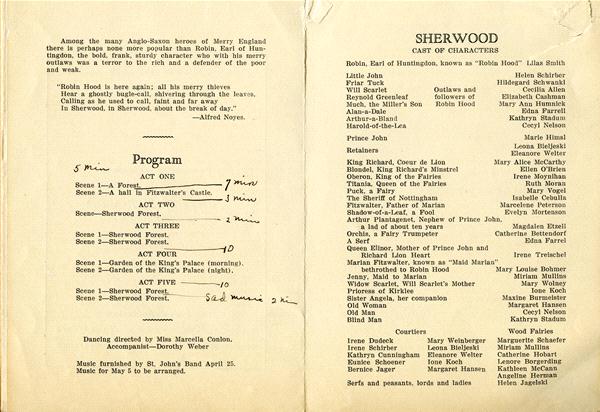 Among the many Anglo-Saxon heroes of Merry England
there is perhaps none more popular than Robin, Earl of Hun-
tingdon, the bold, frank, sturdy character who with his merry
outlaws was a terror to the rich and a defender of the poor
and weak.
"Robin Hood is here again; all his merry thieves
Hear a ghostly bugle-call, shivering through the leaves,
Calling as he used to call, faint and far away
In Sherwood, in Sherwood, about the break of day."
—Alfred Noyes.
Program
5 min
ACT ONE
Scene 1—A Forest. 7 min
Scene 2—A hall in Fitzwalter's Castle. 3 min
ACT TWO
Scene—Sherwood Forest. 2 min
ACT THREE
Scene 1—Sherwood Forest.
Scene 2—Sherwood Forest. 10
ACT FOUR
Scene 1—Garden of the King's Palace (morning).
Scene 2—Garden of the King's Palace (night).
ACT FIVE 10
Scene 1—Sherwood Forest.
Scene 2—Sherwood Forest. Sad music 2
Dancing directed by Miss Marcella Conlon.
Accompanist—Dorothy Weber
Music furnished by St. John's Band April 25.
Music for May 5 to be arranged.
SHERWOOD
CAST OF CHARACTERS
Robin, Earl of Huntingdon, known as "Robin Hood" Lilas Smith
Little John Helen Schirber
Friar Tuck Hildegard Schwanki
Will Scarlet Outlaws and Cecilia Allen
Reynold Greenleaf followers of Elizabeth Cashman
Much, the Miller's Son Robin Hood Mary Ann Humnick
Alan-a-Dale Edna Farrell
Arthur-a-Bland Kathryn Stadum
Harold-of-the-Lea Cecyl Nelson
Prince John Marie Himsl
Retainers Leona Bieljeski
Eleanore Welter
King Richard, Coeur de Lion Mary Alice McCarthy
Blondel, King Richard's Minstrel Ellen O'Brien
Oberon, King of the Fairies Irene Moynihan
Titania, Queen of the Fairies Ruth Moran
Puck, a Fairy Mary Vogel
The Sheriff of Nottingham Isabelle Cebulla
Fitzwalter, Father of Marian Marcelene Peterson
Shadow-of-a-Leaf, a Fool Evelyn Mortenson
Arthur Plantagenet, Nephew of Prince John,
a lad of about ten years Magdalen Etzell
Orchis, a Fairy Trumpeter Catherine Bettendorf
A Serf Edna Farrel
Queen Elinor, Mother of Prince John and
Richard Lion Heart Irene Treischel
Marian Fitzwalter, known as "Maid Marian"
bethrothed to Robin Hood Mary Louise Bohmer
Jenny, Maid to Marian Miriam Mullins
Widow Scarlet, Will Scarlet's Mother Mary Wolney
Prioress of Kirklee Ione Koch
Sister Angela, her companion Maxine Burmeister
Old Woman Margaret Hansen
Old Man Cecyl Nelson
Blind Man Kathryn Stadum
Courtiers Wood Fairies
Irene Dudeck Mary Weinberger Marguerite Schaefer
Irene Schirber Leona Bieljeski Miriam Mullins
Kathryn Cunningham Eleanore Welter Catherine Hobart
Eunice Schoener Ione Koch Lenore Borgerding
Bernice Jager Margaret Hansen Kathleen McCann
Angeline Herman
Serfs and peasants, lords and ladies Helen Jagelski